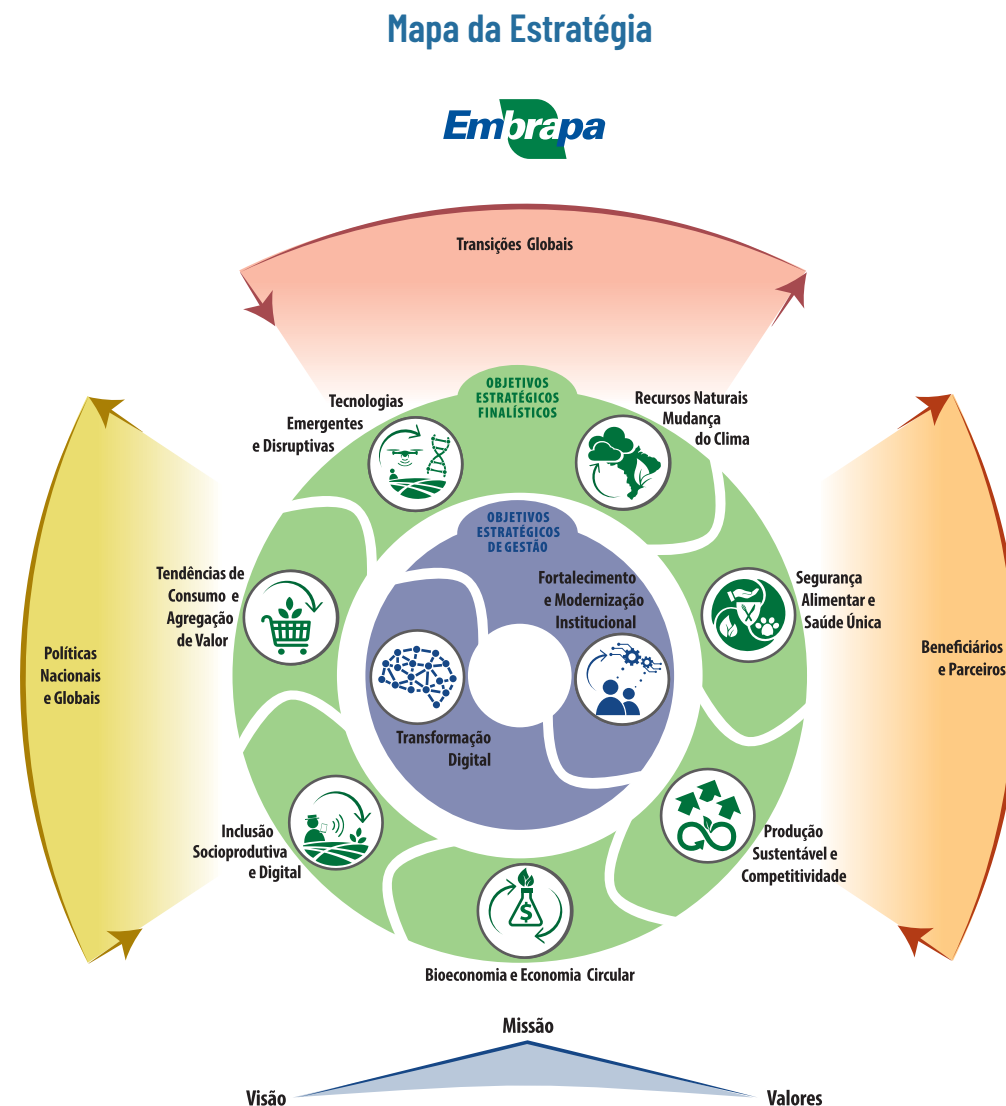 Mapa da Estratégia
Embrapa
Transições Globais
OBJETIVOS
ESTRATÉGICOS
FINALÍSTICOS
Tecnologias
Emergentes
e Disruptivas
Recursos Naturais
Mudança
do Clima
OBJETIVOS
ESTRATÉGICOS
DE GESTÃO
Tendências de
Consumo e
Agregação
de Valor
Fortalecimento
e Modernização
Institucional
Segurança
Alimentar e
Saúde Única
Políticas
Nacionais
e Globais
Beneficiários
e Parceiros
Transformação
Digital
Inclusão
Socioprodutiva
e Digital
Produção
Sustentável e
Competitividade
$
Bioeconomia e Economia Circular
Missão
Visão
Valores